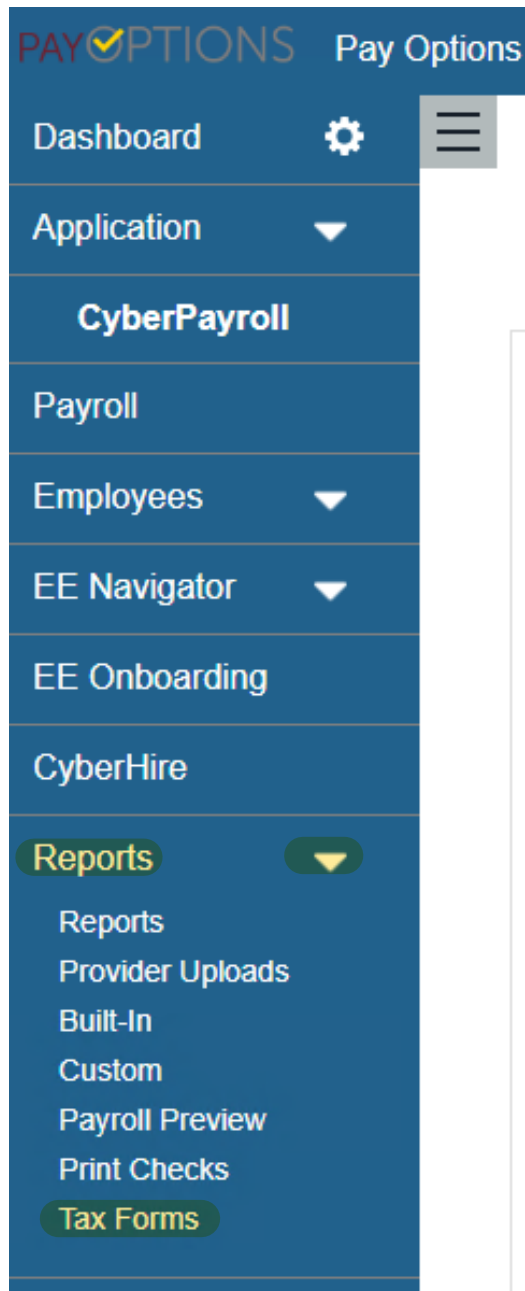 PAYOPTIONS Pay Options
Dashboard
Application
CyberPayroll
Payroll
Employees
EE Navigator
EE Onboarding
CyberHire
Reports
Reports
Provider Uploads
Built-In
Custom
Payroll Preview
Print Checks
Tax Forms